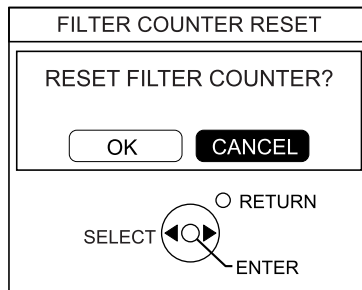 FILTER COUNTER RESET
RESET FILTER COUNTER?
OK CANCEL
RETURN
SELECT
ENTER